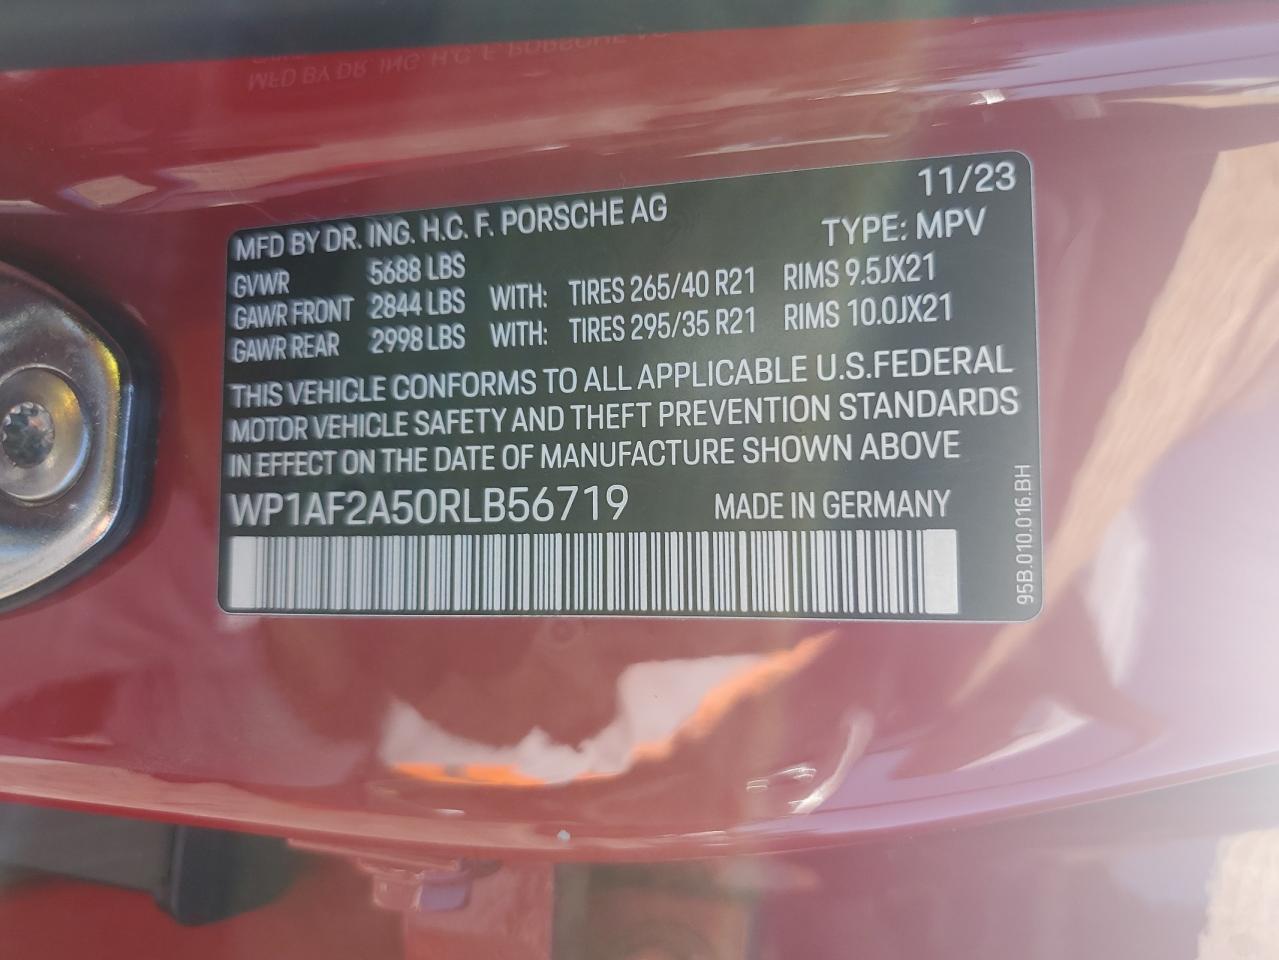 11/23
MFD BY DR. ING. H.C. F. PORSCHE AG
TYPE: MPV
GVWR 5688 LBS
GAWR FRONT 2844 LBS WITH: TIRES 265/40 R21 RIMS 9.5JX21
GAWR REAR 2998 LBS WITH: TIRES 295/35 R21 RIMS 10.0JX21
THIS VEHICLE CONFORMS TO ALL APPLICABLE U.S.FEDERAL
MOTOR VEHICLE SAFETY AND THEFT PREVENTION STANDARDS
IN EFFECT ON THE DATE OF MANUFACTURE SHOWN ABOVE
WP1AF2A50RLB56719 MADE IN GERMANY
95B.010.016.BH